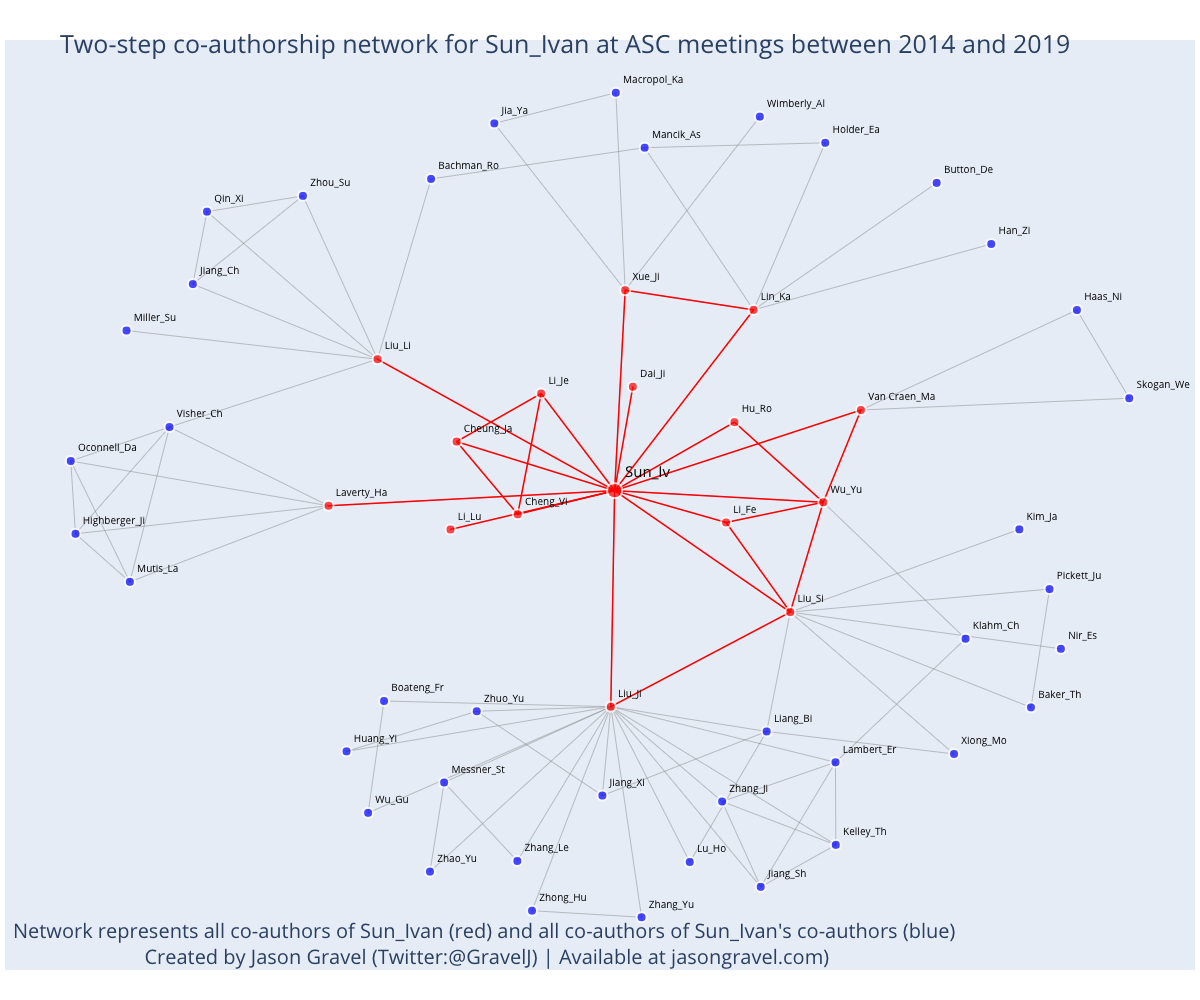 Two-step co-authorship network for Sun_Ivan at ASC meetings between 2014 and 2019
Macropol_Ka
Jia_Ya
Wimberly_Al
Mancik_As
Holder_Ea
Bachman_Ro
Button_De
Zhou_Su
Qin_Xi
Han_Zi
Jiang_Ch
Xue_Ji
Lin_Ka
Haas_Ni
Miller_Su
Liu_Li
Li_Je
Dai_Ji
Skogan_We
Van Craen_Ma
Visher_Ch
Hu_Ro
Cheung_Ja
Oconnell_Da
Sun_Iv
Laverty_Ha
Wu_Yu
Cheng_Vi
Li_Lu
Li_Fe
Highberger_Ji
Kim_Ja
Mutis_La
Pickett_Ju
Liu_Si
Klahm_Ch
Nir_Es
Boateng_Fr
Zhuo_Yu
Liu_Ji
Baker_Th
Liang_Bi
Huang_Yi
Lambert_Er
Xiong_Mo
Messner_St
Jiang_Xi
Zhang_Ji
Wu_Gu
Kelley_Th
Zhang_Le
Lu_Ho
Zhao_Yu
Jiang_Sh
Zhong_Hu
Zhang_Yu
Network represents all co-authors of Sun_Ivan (red) and all co-authors of Sun_Ivan's co-authors (blue)
Created by Jason Gravel (Twitter:@GravelJ) | Available at jasongravel.com)